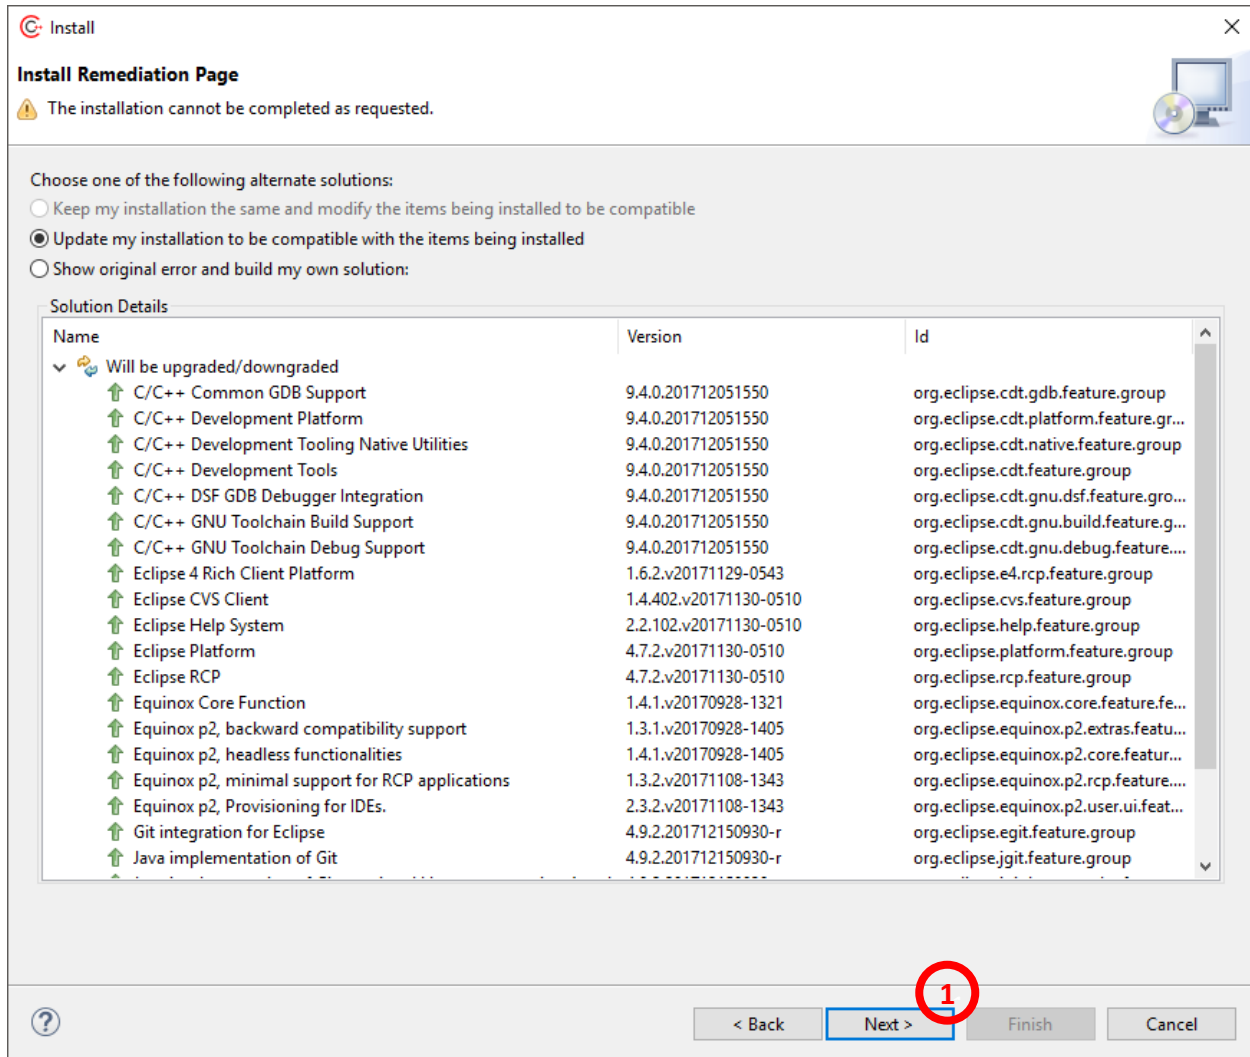 Install
Install Remediation Page
The installation cannot be completed as requested.
Choose one of the following alternate solutions:
Keep my installation the same and modify the items being installed to be compatible
Update my installation to be compatible with the items being installed
Show original error and build my own solution:
Solution Details
Name Version Id
Will be upgraded/downgraded
C/C++ Common GDB Support 9.4.0.201712051550 org.eclipse.cdt.gdb.feature.group
C/C++ Development Platform 9.4.0.201712051550 org.eclipse.cdt.platform.feature.gr...
C/C++ Development Tooling Native Utilities 9.4.0.201712051550 org.eclipse.cdt.native.feature.group
C/C++ Development Tools 9.4.0.201712051550 org.eclipse.cdt.feature.group
C/C++ DSF GDB Debugger Integration 9.4.0.201712051550 org.eclipse.cdt.gnu.dsf.feature.gro...
C/C++ GNU Toolchain Build Support 9.4.0.201712051550 org.eclipse.cdt.gnu.build.feature.g...
C/C++ GNU Toolchain Debug Support 9.4.0.201712051550 org.eclipse.cdt.gnu.debug.feature....
Eclipse 4 Rich Client Platform 1.6.2.v20171129-0543 org.eclipse.e4.rcp.feature.group
Eclipse CVS Client 1.4.402.v20171130-0510 org.eclipse.cvs.feature.group
Eclipse Help System 2.2.102.v20171130-0510 org.eclipse.help.feature.group
Eclipse Platform 4.7.2.v20171130-0510 org.eclipse.platform.feature.group
Eclipse RCP 4.7.2.v20171130-0510 org.eclipse.rcp.feature.group
Equinox Core Function 1.4.1.v20170928-1321 org.eclipse.equinox.core.feature.fe...
Equinox p2, backward compatibility support 1.3.1.v20170928-1405 org.eclipse.equinox.p2.extras.featu...
Equinox p2, headless functionalities 1.4.1.v20170928-1405 org.eclipse.equinox.p2.core.featur...
Equinox p2, minimal support for RCP applications 1.3.2.v20171108-1343 org.eclipse.equinox.p2.rcp.feature....
Equinox p2, Provisioning for IDEs. 2.3.2.v20171108-1343 org.eclipse.equinox.p2.user.ui.feat...
Git integration for Eclipse 4.9.2.201712150930-r org.eclipse.egit.feature.group
Java implementation of Git 4.9.2.201712150930-r org.eclipse.jgit.feature.group
1
? < Back Next > Finish Cancel